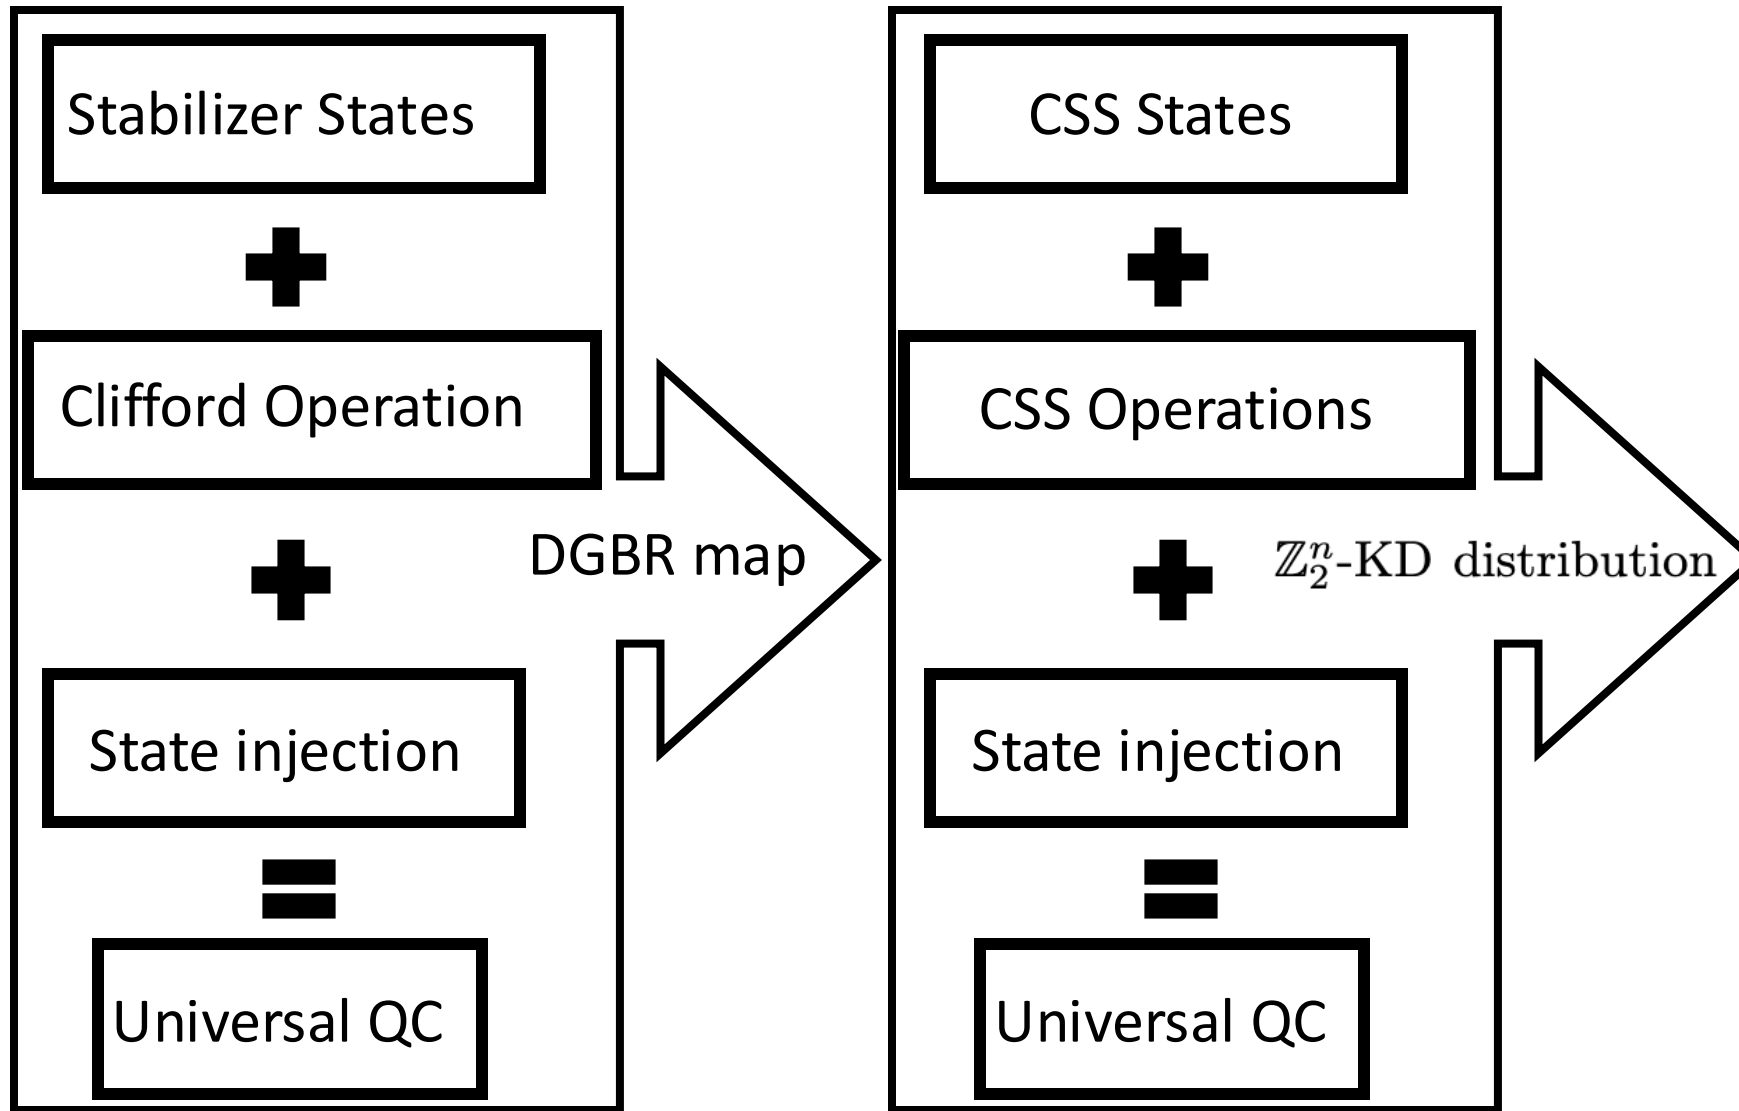 Stabilizer States
Clifford Operation
State injection
Universal QC
DGBR map
CSS States
CSS Operations
State injection
Universal QC
ℤ₂ⁿ-KD distribution